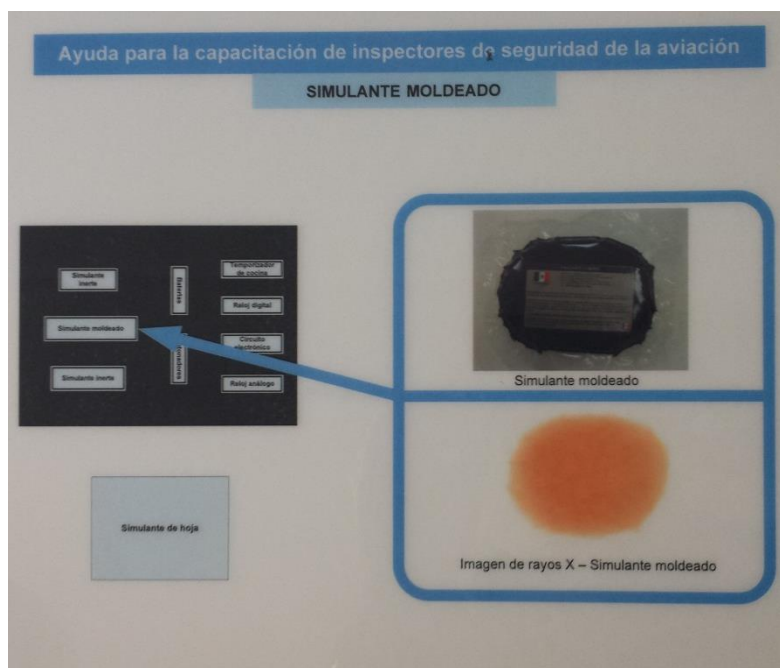 Ayuda para la capacitación de inspectores de seguridad de la aviación
SIMULANTE MOLDEADO
Simulante
inerte
Baterías
Temporizador
de cocina
Reloj digital
Simulante moldeado
Circuito
electrónico
Simulante inerte
Reloj análogo
Simulante moldeado
Simulante de hoja
Imagen de rayos X – Simulante moldeado